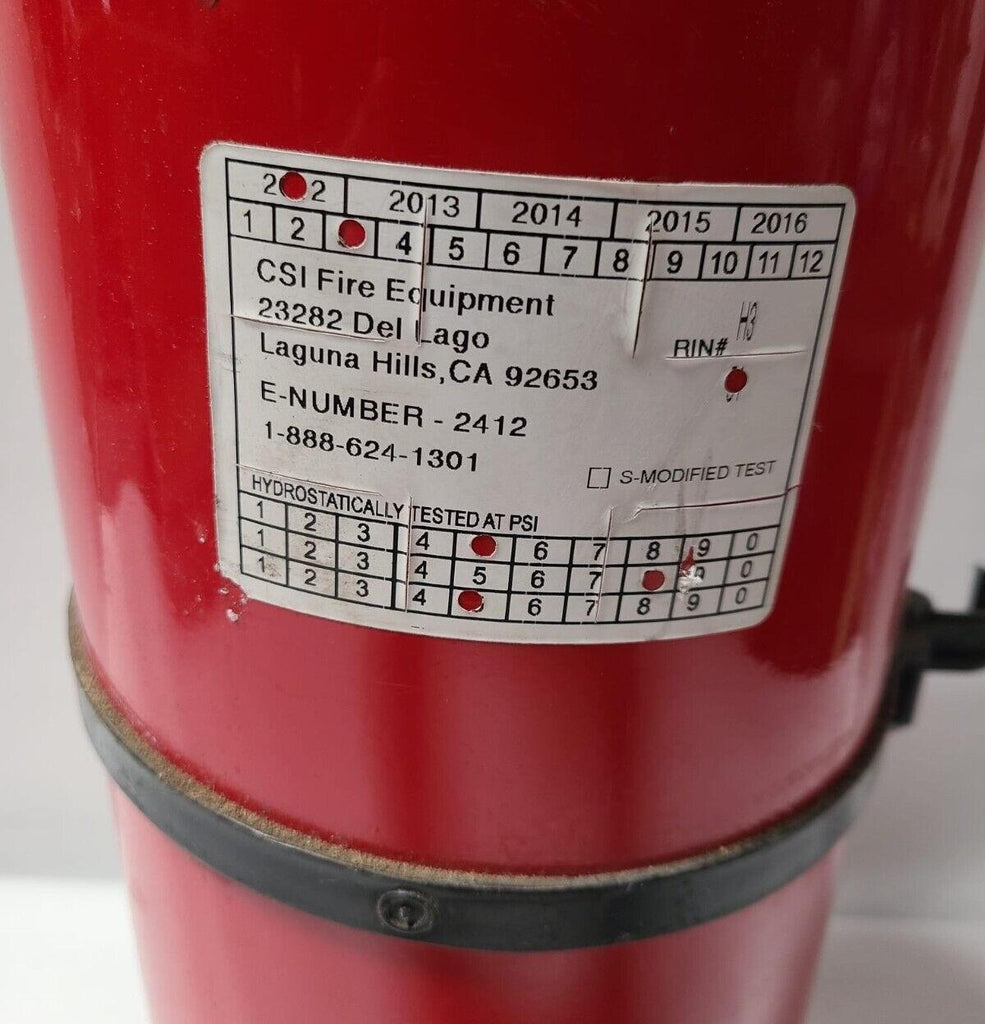 2 2 2013 2014 2015 2016
1 2 4 5 6 7 8 9 10 11 12
CSI Fire Equipment
23282 Del Lago
Laguna Hills, CA 92653
H3
RIN#
E-NUMBER - 2412
1-888-624-1301
S-MODIFIED TEST
HYDROSTATICALLY TESTED AT PSI
1 2 3 4 6 7 8 9 0
1 2 3 4 5 6 7 0
1 2 3 4 6 7 8 9 0